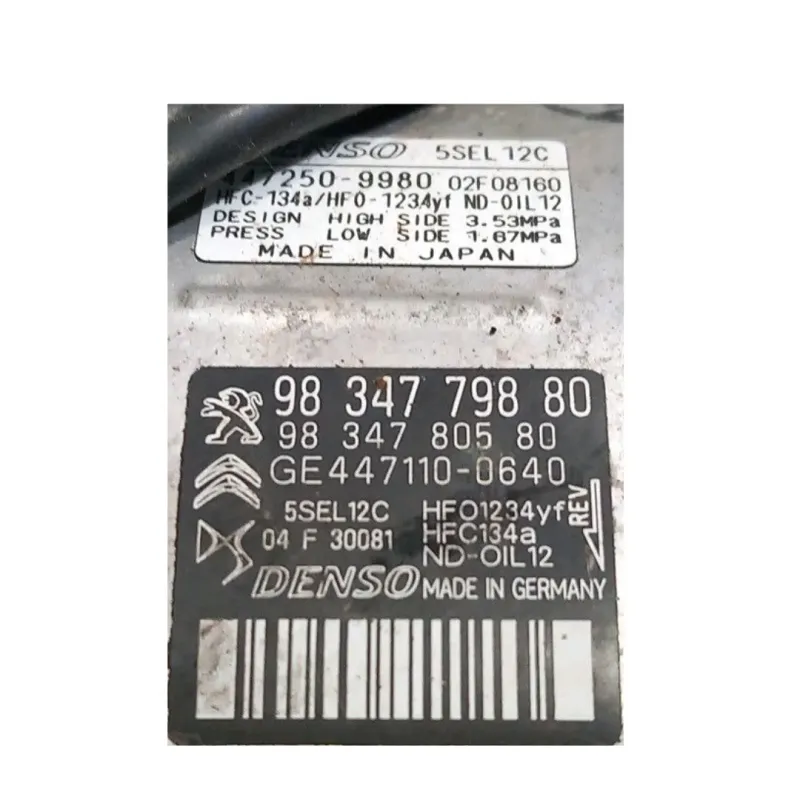 DENSO 5SEL12C
447250-9980 02F08160
HFC-134a/HFO-1234yf ND-OIL12
DESIGN HIGH SIDE 3.53MPa
PRESS LOW SIDE 1.67MPa
MADE IN JAPAN
98 347 798 80
98 347 805 80
GE447110-0640
5SEL12C HFO1234yf
04 F 30081 HFC134a
ND-OIL12
REV
DENSO MADE IN GERMANY